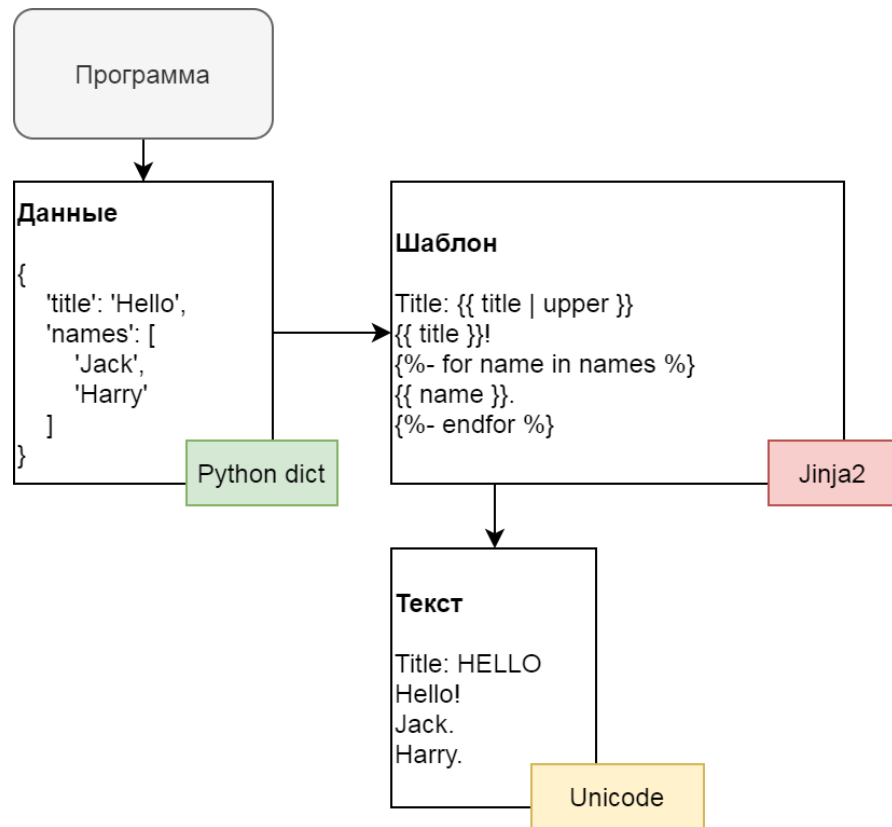 Программа
Данные
{
'title': 'Hello',
'names': [
'Jack',
'Harry'
]
}
Python dict
Шаблон
Title: {{ title | upper }}
{{ title }}!
{%- for name in names %}
{{ name }}.
{%- endfor %}
Jinja2
Текст
Title: HELLO
Hello!
Jack.
Harry.
Unicode